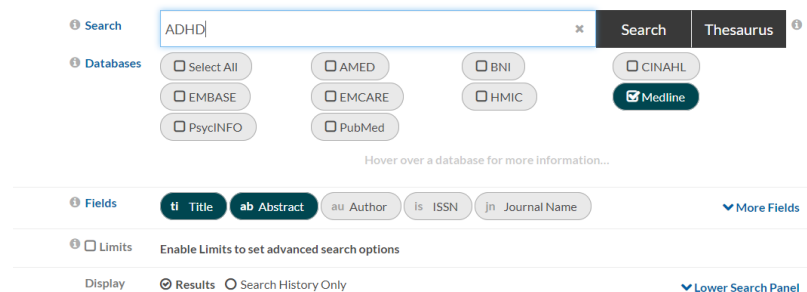 Search ADHD Search Thesaurus
Databases Select All AMED BNI CINAHL
EMBASE EMCARE HMIC Medline
PsycINFO PubMed
Hover over a database for more information...
Fields ti Title ab Abstract au Author is ISSN jn Journal Name More Fields
Limits Enable Limits to set advanced search options
Display Results Search History Only Lower Search Panel